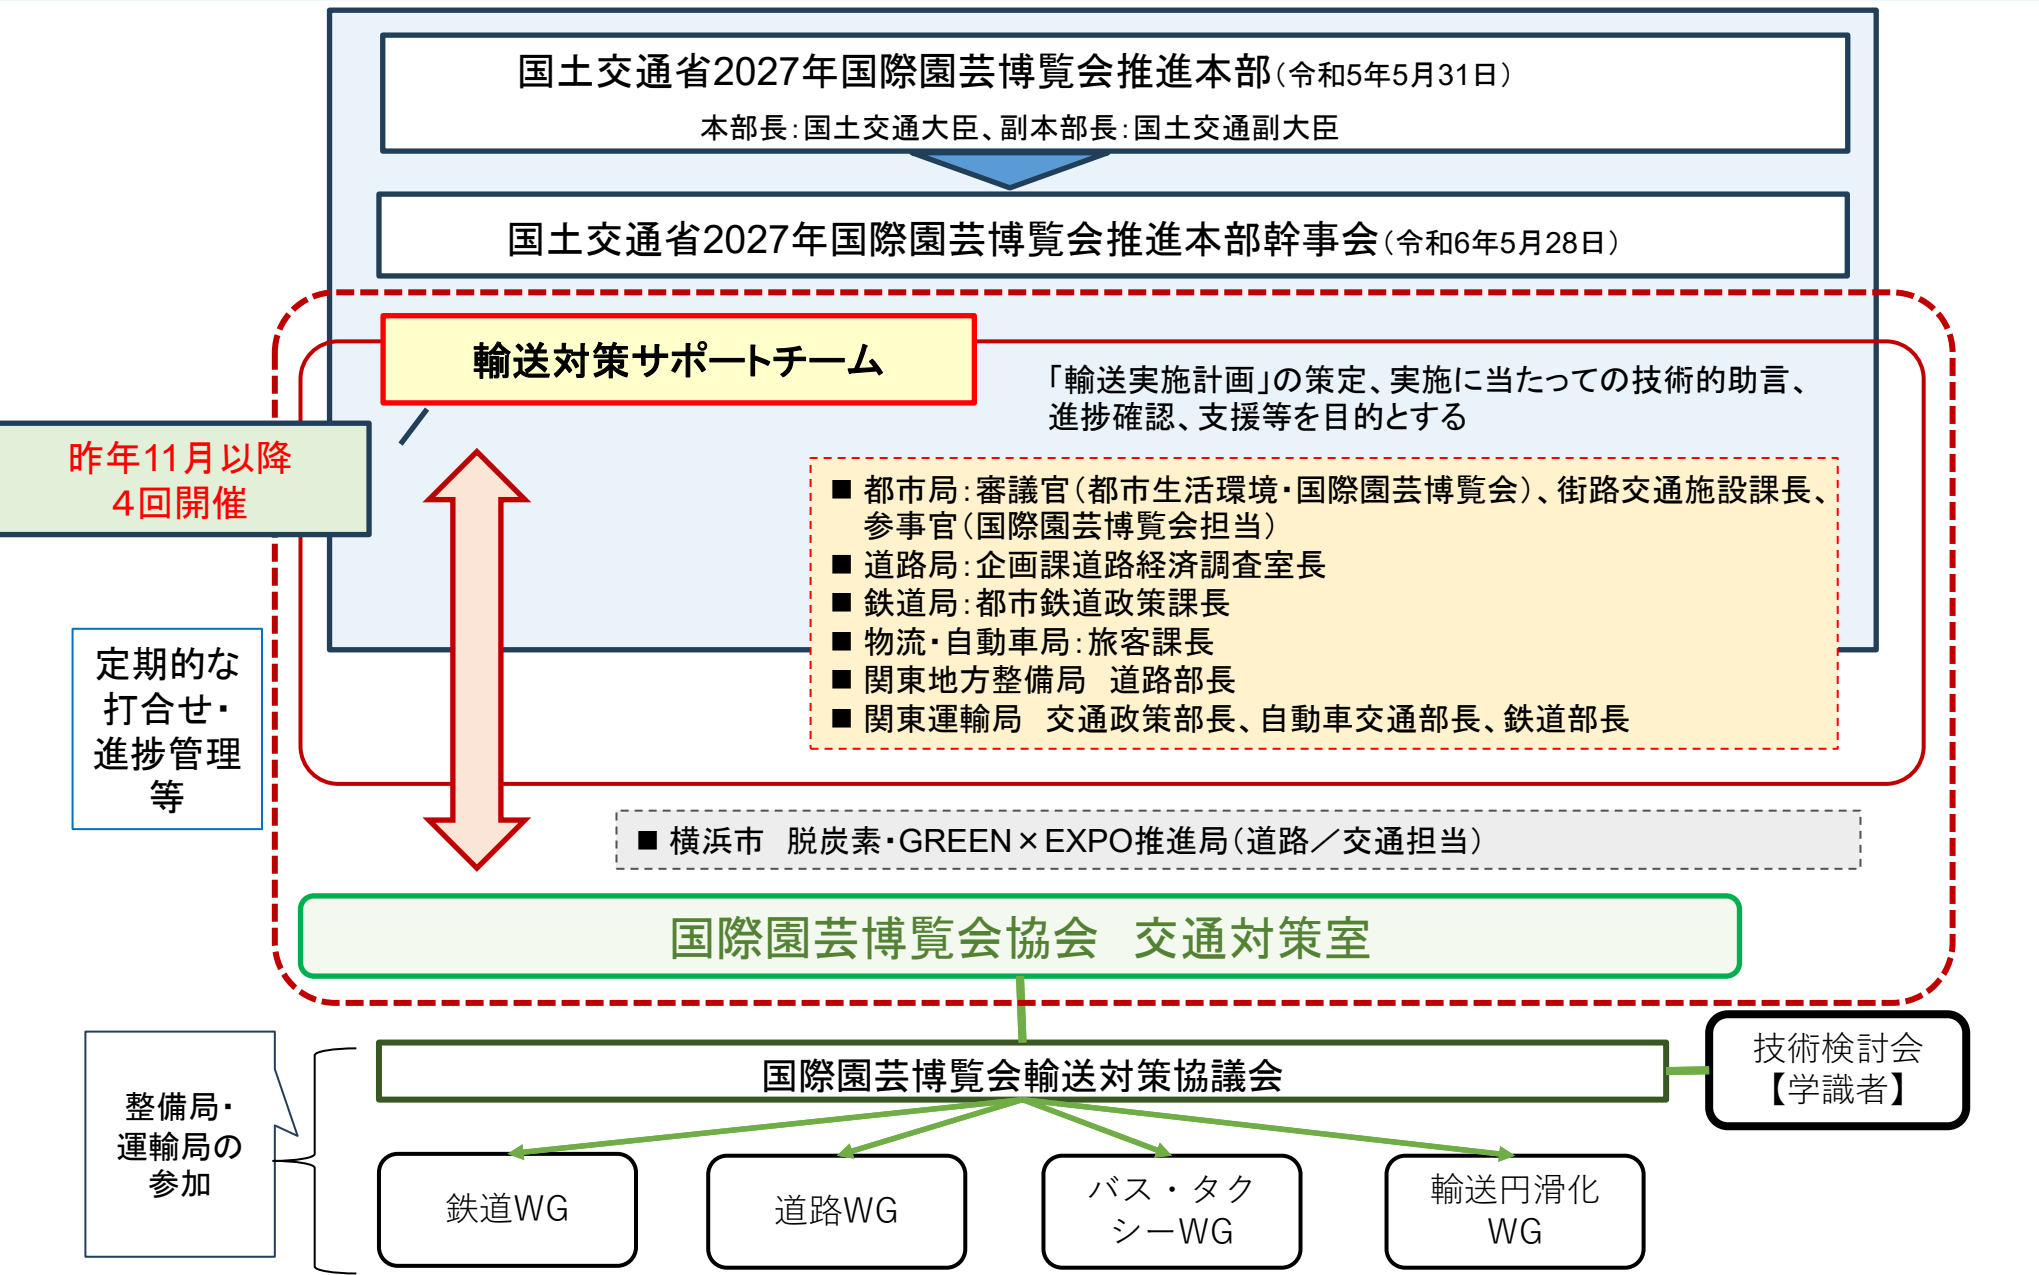 国土交通省2027年国際園芸博覧会推進本部(令和5年5月31日)
本部長:国土交通大臣、副本部長:国土交通副大臣
国土交通省2027年国際園芸博覧会推進本部幹事会(令和6年5月28日)
輸送対策サポートチーム
「輸送実施計画」の策定、実施に当たっての技術的助言、
進捗確認、支援等を目的とする
昨年11月以降
4回開催
■ 都市局:審議官(都市生活環境・国際園芸博覧会)、街路交通施設課長、
参事官(国際園芸博覧会担当)
■ 道路局:企画課道路経済調査室長
■ 鉄道局:都市鉄道政策課長
■ 物流・自動車局:旅客課長
■ 関東地方整備局　道路部長
■ 関東運輸局　交通政策部長、自動車交通部長、鉄道部長
定期的な
打合せ・
進捗管理
等
■ 横浜市　脱炭素・GREEN×EXPO推進局(道路/交通担当)
国際園芸博覧会協会　交通対策室
国際園芸博覧会輸送対策協議会
技術検討会
【学識者】
整備局・
運輸局の
参加
鉄道WG
道路WG
バス・タク
シーWG
輸送円滑化
WG